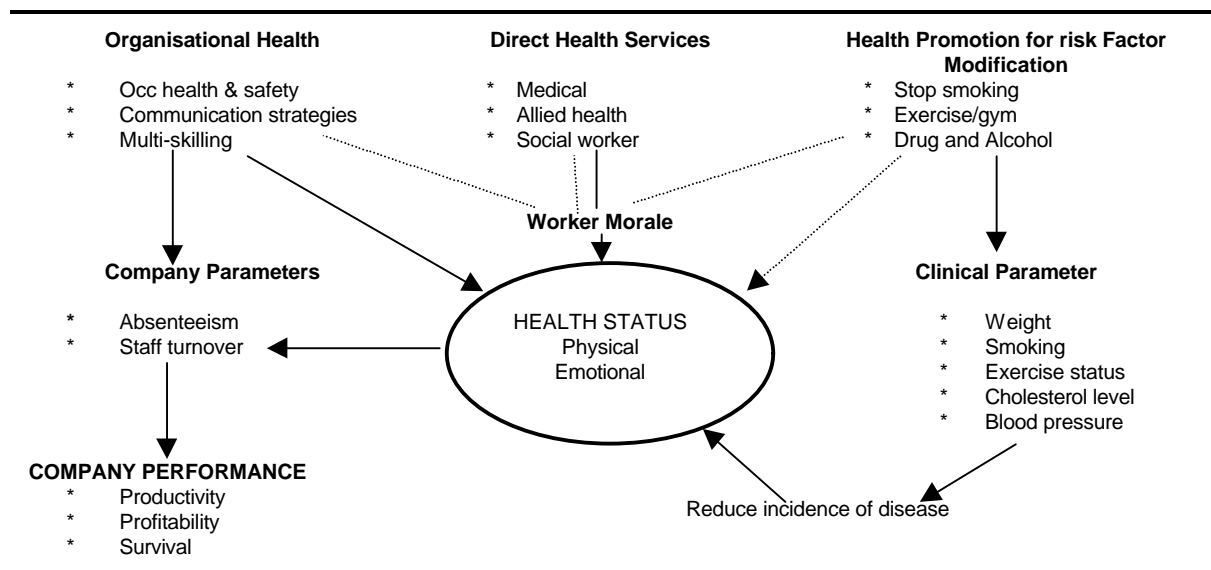 Organisational Health
* Occ health & safety
* Communication strategies
* Multi-skilling
Direct Health Services
* Medical
* Allied health
* Social worker
Health Promotion for risk Factor
Modification
* Stop smoking
* Exercise/gym
* Drug and Alcohol
Worker Morale
Company Parameters
* Absenteeism
* Staff turnover
HEALTH STATUS
Physical
Emotional
Clinical Parameter
* Weight
* Smoking
* Exercise status
* Cholesterol level
* Blood pressure
COMPANY PERFORMANCE
* Productivity
* Profitability
* Survival
Reduce incidence of disease